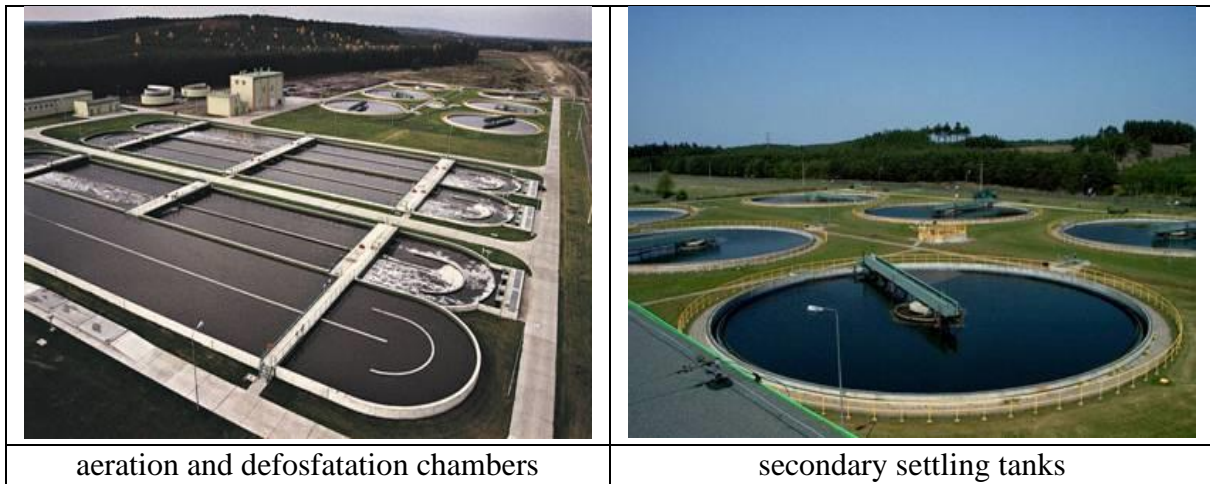 aeration and defosfatation chambers
secondary settling tanks